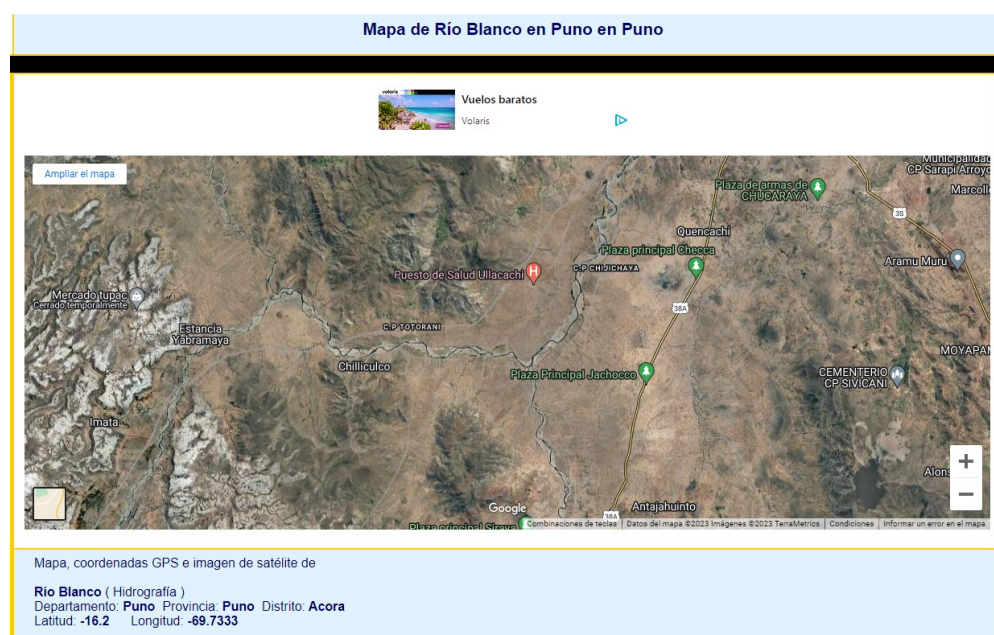 Mapa de Río Blanco en Puno en Puno
volaris
Vuelos baratos
Volaris
Ampliar el mapa
Municipalidad
CP Sarapi Arroyo
Plaza de armas de
CHUCARAYA
Marcoll
3S
Quencachi
Plaza principal Checca
Aramu Muru
C.P CHIJICHAYA
Puesto de Salud Ullacachi
H
Mercado tupac
Cerrado temporalmente
38A
Estancia
Yabramaya
C.P TOTORANI
MOYAPA
Chilliculco
Plaza Principal Jachocco
CEMENTERIO
CP SIVICANI
Imata
Alons
+
−
Google
38A
Antajahuinto
Plaza principal Siraya
Combinaciones de teclas
Datos del mapa ©2023 Imágenes ©2023 TerraMetrics
Condiciones
Informar un error en el mapa
Mapa, coordenadas GPS e imagen de satélite de
Rio Blanco ( Hidrografía )
Departamento: Puno Provincia: Puno Distrito: Acora
Latitud: -16.2 Longitud: -69.7333